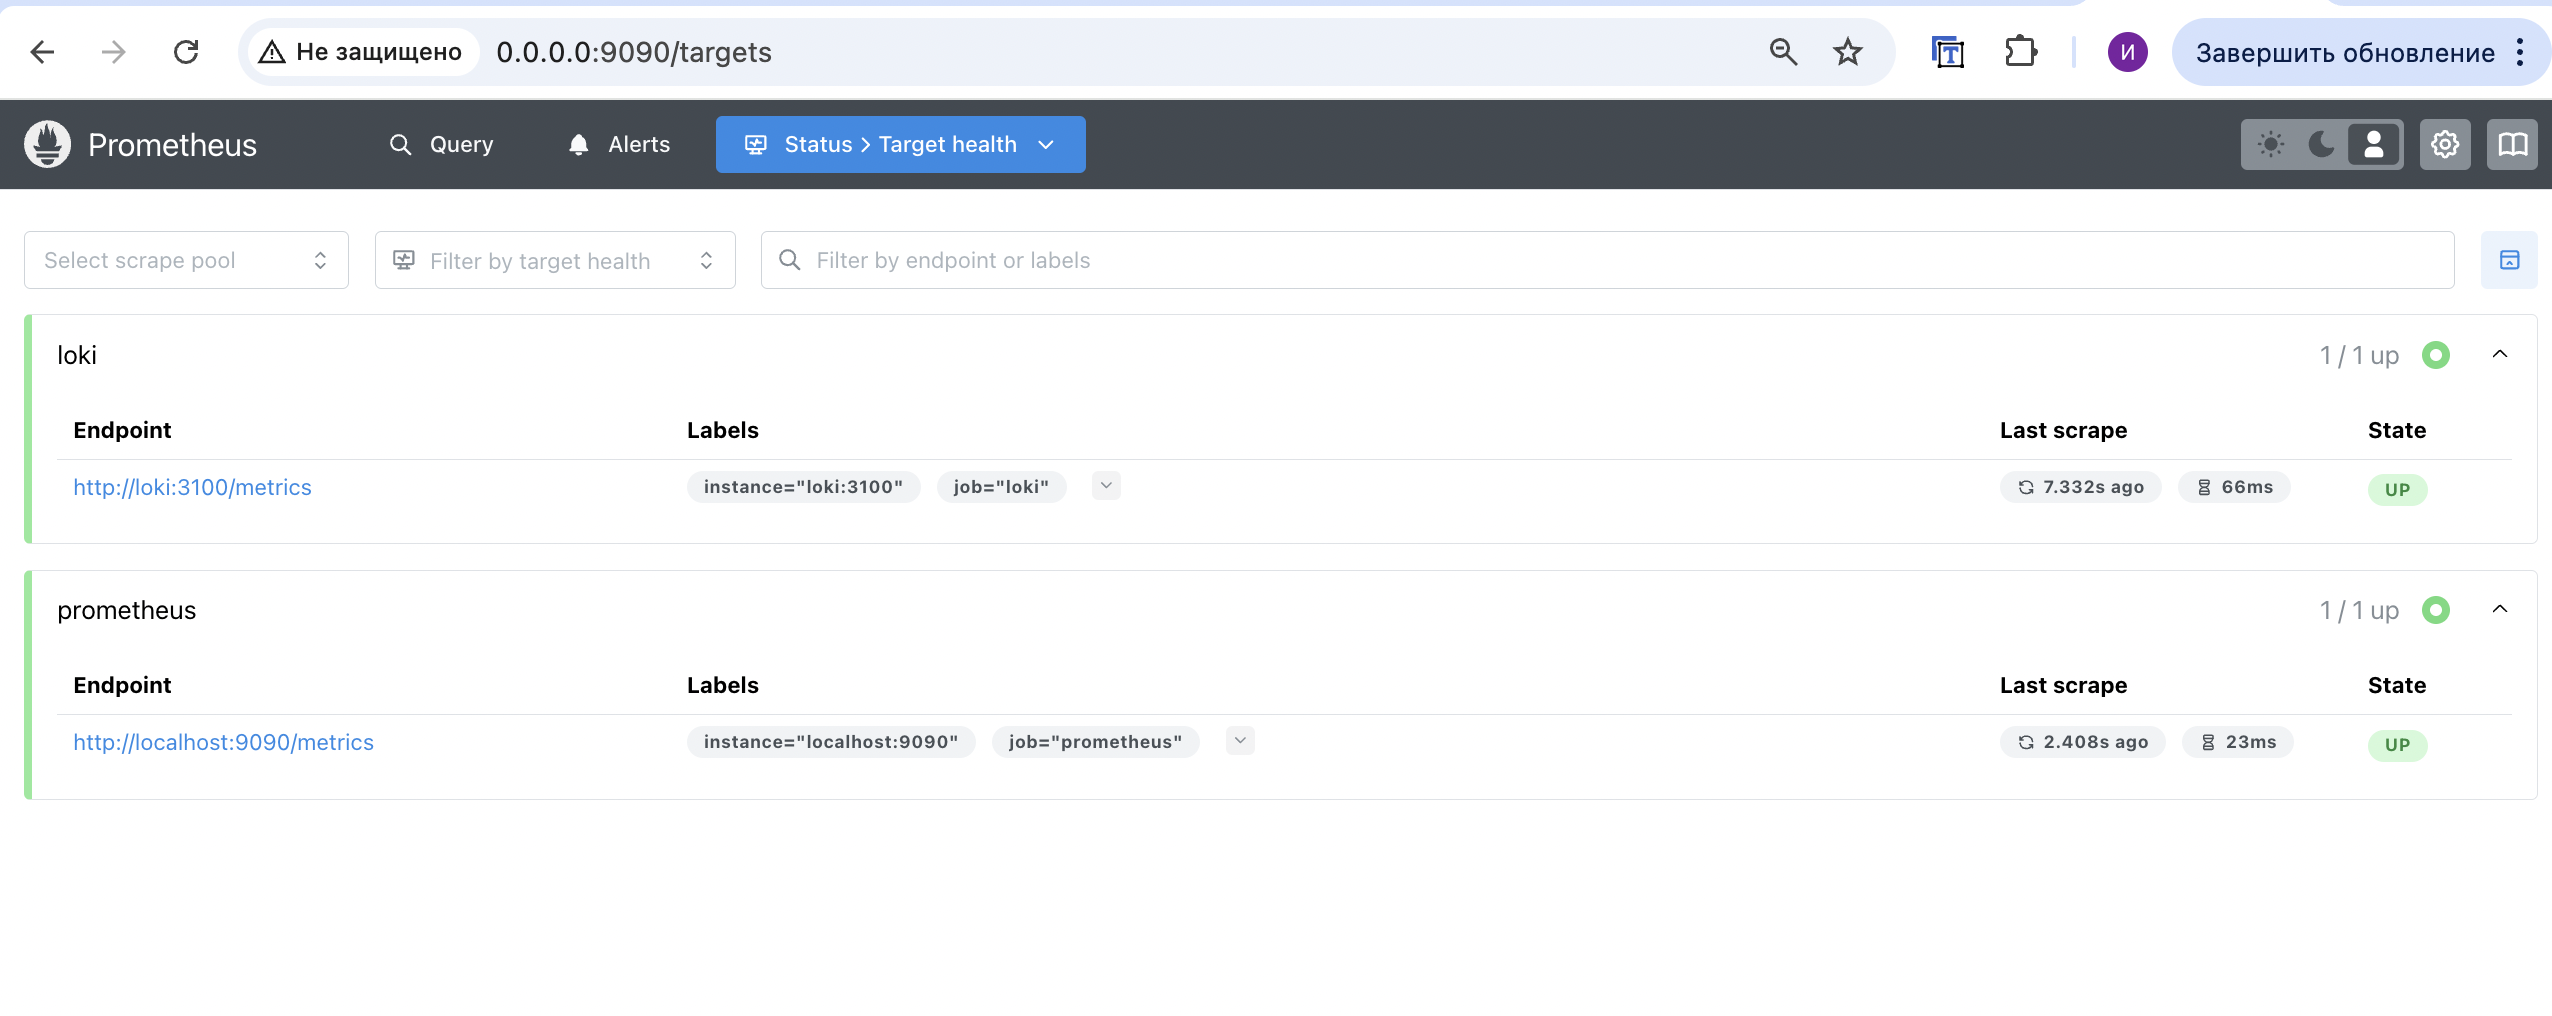 Не защищено 0.0.0.0:9090/targets И Завершить обновление
Prometheus Query Alerts Status > Target health
Select scrape pool Filter by target health Filter by endpoint or labels
loki 1 / 1 up
Endpoint Labels Last scrape State
http://loki:3100/metrics instance="loki:3100" job="loki" 7.332s ago 66ms UP
prometheus 1 / 1 up
Endpoint Labels Last scrape State
http://localhost:9090/metrics instance="localhost:9090" job="prometheus" 2.408s ago 23ms UP